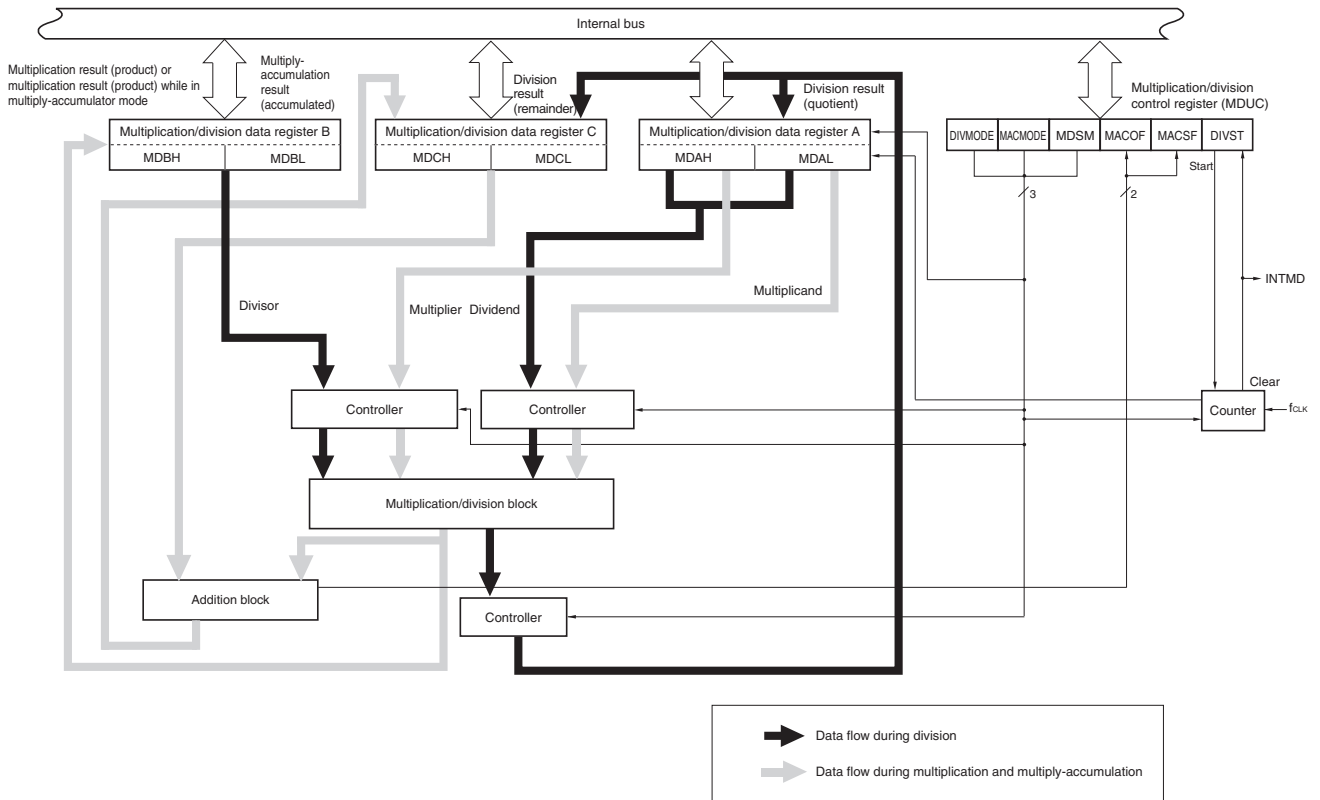 Internal bus
Multiplication result (product) or
multiplication result (product) while in
multiply-accumulator mode
Multiply-
accumulation
result
(accumulated)
Division
result
(remainder)
Division result
(quotient)
Multiplication/division
control register (MDUC)
Multiplication/division data register B
MDBH
MDBL
Multiplication/division data register C
MDCH
MDCL
Multiplication/division data register A
MDAH
MDAL
DIVMODE
MACMODE
MDSM
MACOF
MACSF
DIVST
Start
3
2
INTMD
Divisor
Multiplier
Dividend
Multiplicand
Clear
Controller
Controller
Counter
fCLK
Multiplication/division block
Addition block
Controller
Data flow during division
Data flow during multiplication and multiply-accumulation